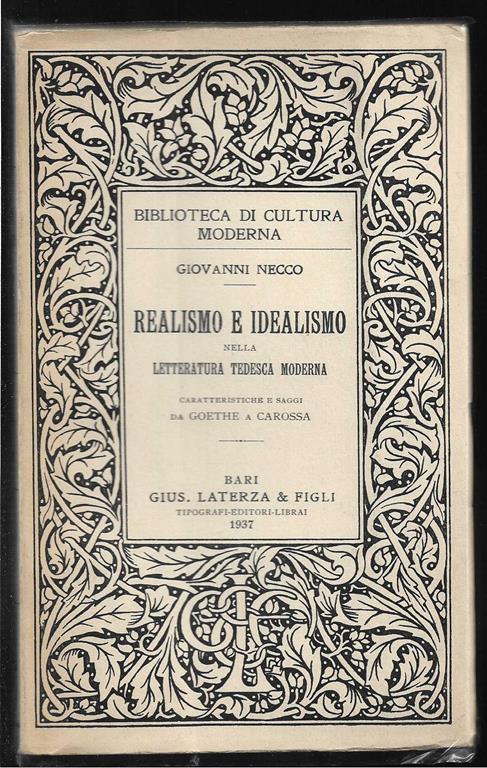 BIBLIOTECA DI CULTURA
MODERNA
GIOVANNI NECCO
REALISMO E IDEALISMO
NELLA
LETTERATURA TEDESCA MODERNA
CARATTERISTICHE E SAGGI
DA GOETHE A CAROSSA
BARI
GIUS. LATERZA & FIGLI
TIPOGRAFI-EDITORI-LIBRAI
1937